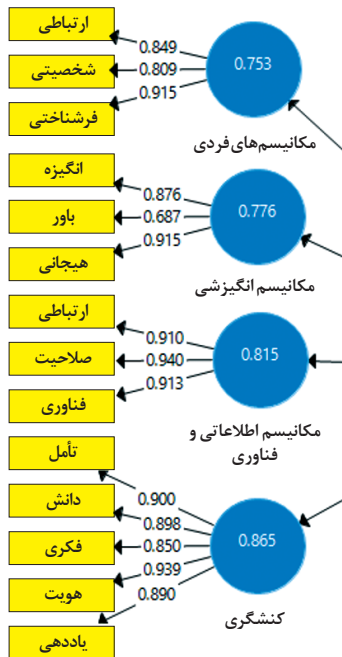 ارتباطی
شخصیتی
فرشناختی
0.849
0.809
0.915
0.753
مکانیسم‌های فردی
انگیزه
باور
هیجانی
0.876
0.687
0.915
0.776
مکانیسم انگیزشی
ارتباطی
صلاحیت
فناوری
0.910
0.940
0.913
0.815
مکانیسم اطلاعاتی و
فناوری
تأمل
دانش
فکری
هویت
یاددهی
0.900
0.898
0.850
0.939
0.890
0.865
کنشگری